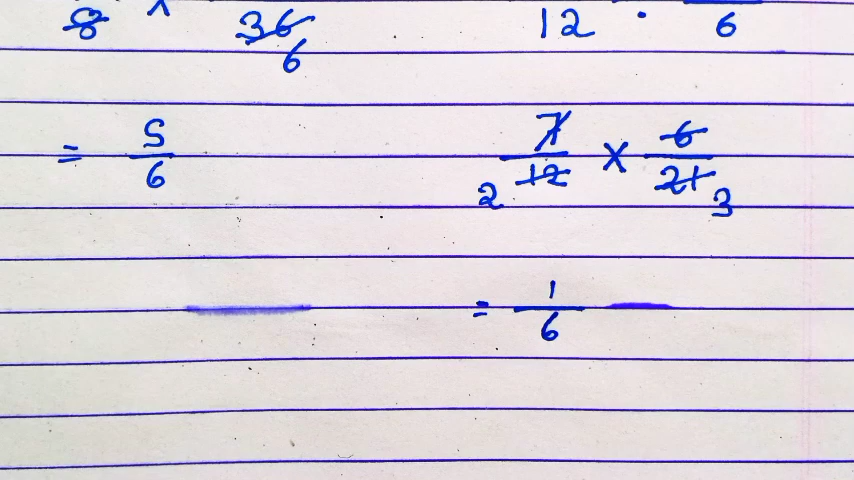 8 × 36 12 ÷ 6
6
= 5/6 7/12 × 6/21
2 3
= 1/6